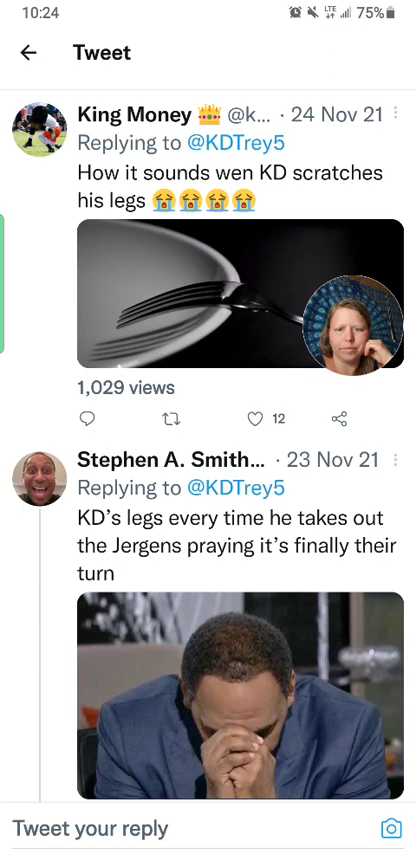 10:24
LTE
75%
Tweet
King Money 👑 @k... · 24 Nov 21
Replying to @KDTrey5
How it sounds wen KD scratches
his legs 😭😭😭😭
1,029 views
12
Stephen A. Smith... · 23 Nov 21
Replying to @KDTrey5
KD's legs every time he takes out
the Jergens praying it's finally their
turn
Tweet your reply